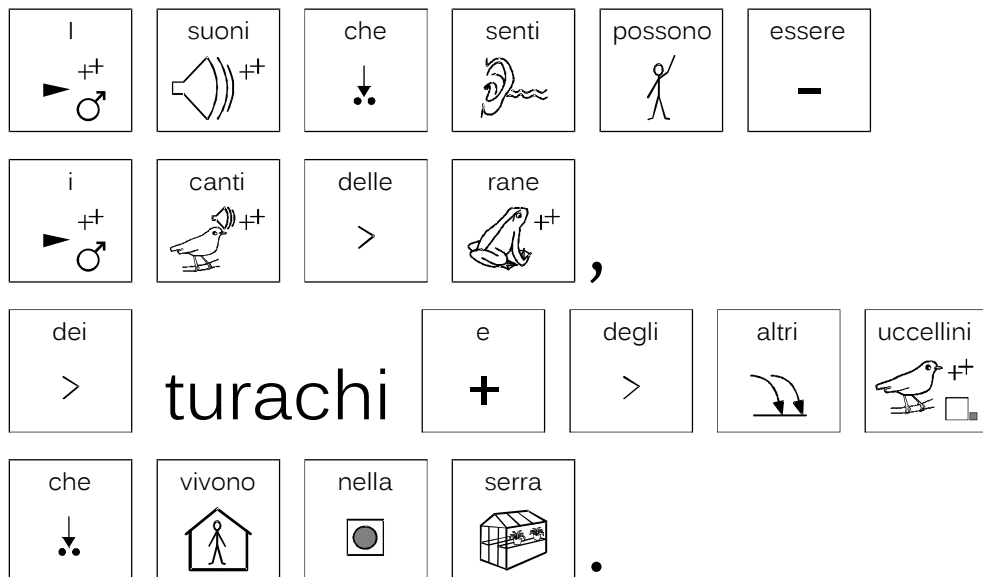 I suoni che senti possono essere
i canti delle rane ,
dei turachi e degli altri uccellini
che vivono nella serra .